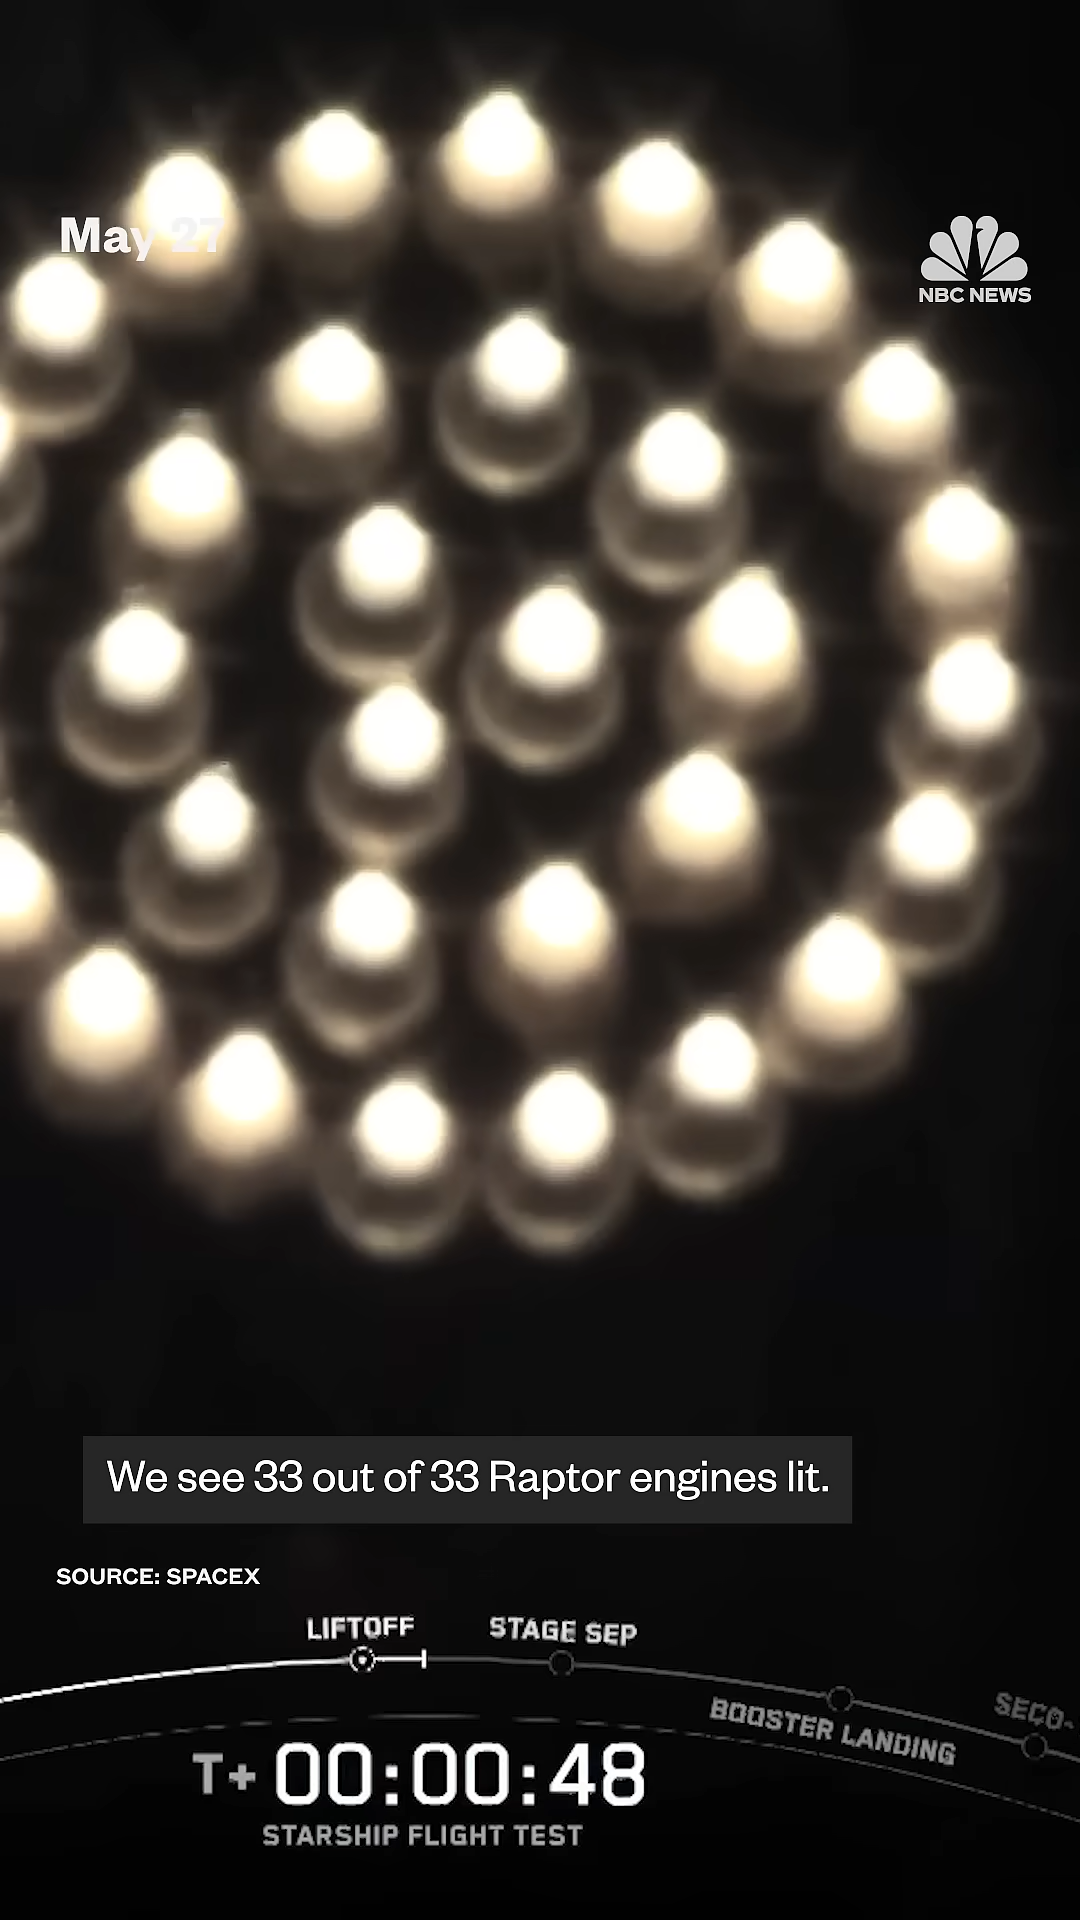 May 27
NBC NEWS
We see 33 out of 33 Raptor engines lit.
SOURCE: SPACEX
LIFTOFF
STAGE SEP
BOOSTER LANDING
SECO-
T+ 00:00:48
STARSHIP FLIGHT TEST